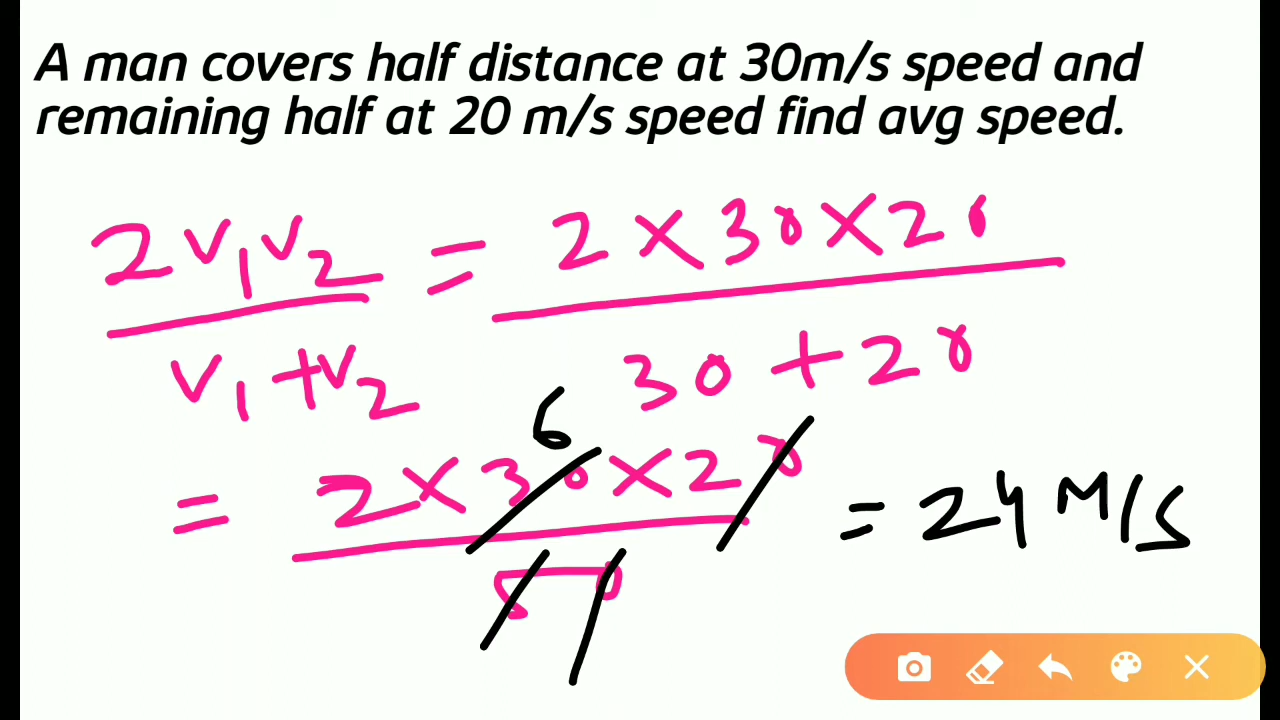 A man covers half distance at 30m/s speed and
remaining half at 20 m/s speed find avg speed.
2V1V2 = 2 X 30 X 20
V1 + V2 30 + 20
6
= 2 X 30 X 20 = 24 M/S
50